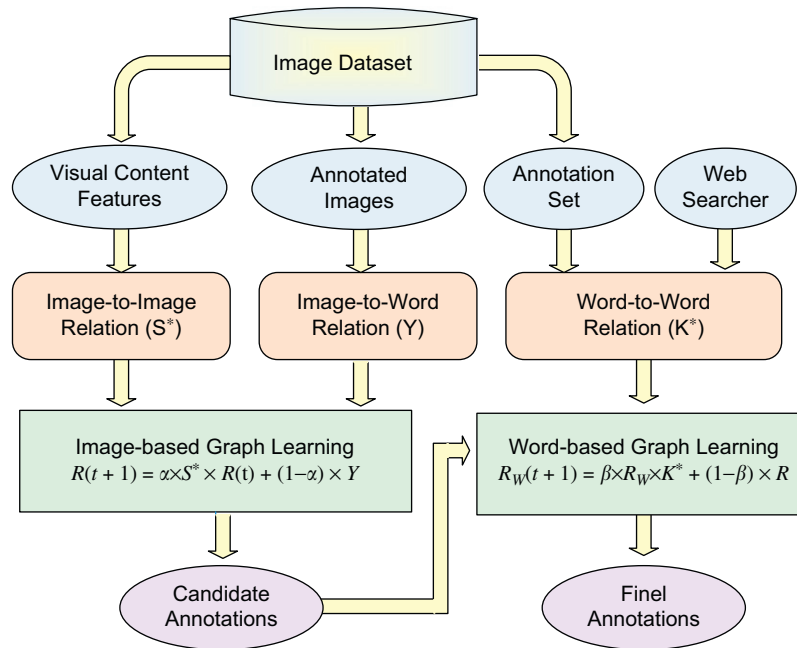 Image Dataset
Visual Content
Features
Annotated
Images
Annotation
Set
Web
Searcher
Image-to-Image
Relation (S*)
Image-to-Word
Relation (Y)
Word-to-Word
Relation (K*)
Image-based Graph Learning
R(t + 1) = α×S* × R(t) + (1−α) × Y
Word-based Graph Learning
R_W(t + 1) = β×R_W×K* + (1−β) × R
Candidate
Annotations
Finel
Annotations